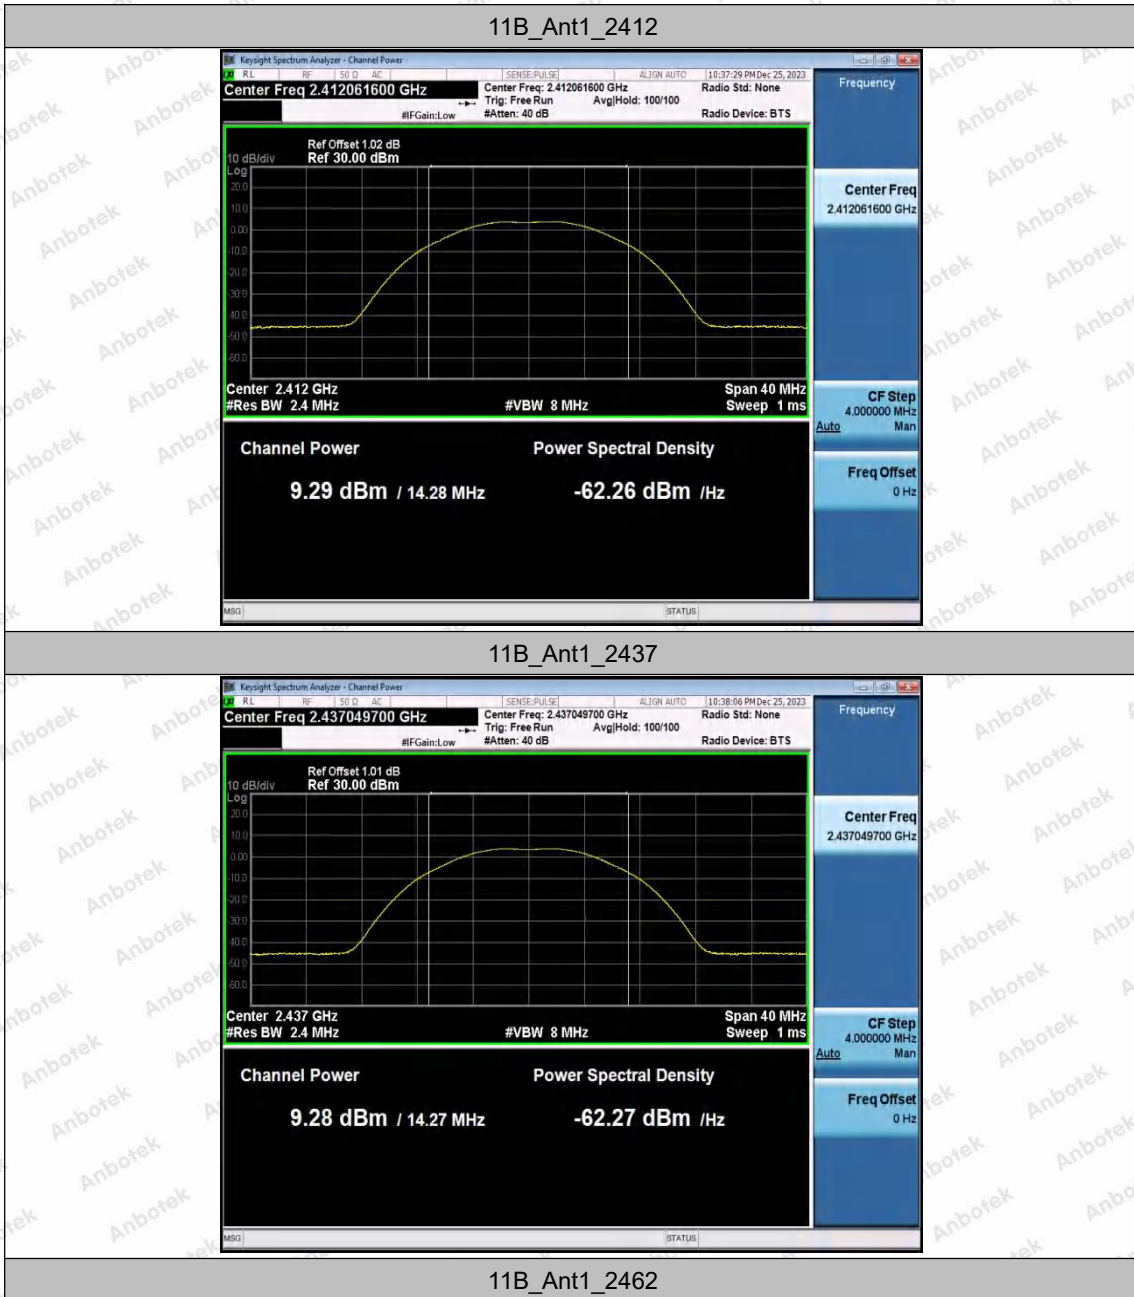 11B_Ant1_2412
Keysight Spectrum Analyzer - Channel Power
RL RF 50 Ω AC SENSE:PULSE ALIGN AUTO 10:37:29 PM Dec 25, 2023
Center Freq 2.412061600 GHz
Center Freq: 2.412061600 GHz
Radio Std: None
Trig: Free Run Avg|Hold: 100/100
#IFGain:Low #Atten: 40 dB Radio Device: BTS
Frequency
Ref Offset 1.02 dB
10 dB/div Ref 30.00 dBm
Log
20.0
10.0
0.00
-10.0
-20.0
-30.0
-40.0
-50.0
-60.0
Center 2.412 GHz Span 40 MHz
#Res BW 2.4 MHz #VBW 8 MHz Sweep 1 ms
Center Freq
2.412061600 GHz
CF Step
4.000000 MHz
Auto Man
Freq Offset
0 Hz
Channel Power Power Spectral Density
9.29 dBm / 14.28 MHz -62.26 dBm /Hz
MSG STATUS
11B_Ant1_2437
Keysight Spectrum Analyzer - Channel Power
RL RF 50 Ω AC SENSE:PULSE ALIGN AUTO 10:38:06 PM Dec 25, 2023
Center Freq 2.437049700 GHz
Center Freq: 2.437049700 GHz
Radio Std: None
Trig: Free Run Avg|Hold: 100/100
#IFGain:Low #Atten: 40 dB Radio Device: BTS
Frequency
Ref Offset 1.01 dB
10 dB/div Ref 30.00 dBm
Log
20.0
10.0
0.00
-10.0
-20.0
-30.0
-40.0
-50.0
-60.0
Center 2.437 GHz Span 40 MHz
#Res BW 2.4 MHz #VBW 8 MHz Sweep 1 ms
Center Freq
2.437049700 GHz
CF Step
4.000000 MHz
Auto Man
Freq Offset
0 Hz
Channel Power Power Spectral Density
9.28 dBm / 14.27 MHz -62.27 dBm /Hz
MSG STATUS
11B_Ant1_2462
Anbotek